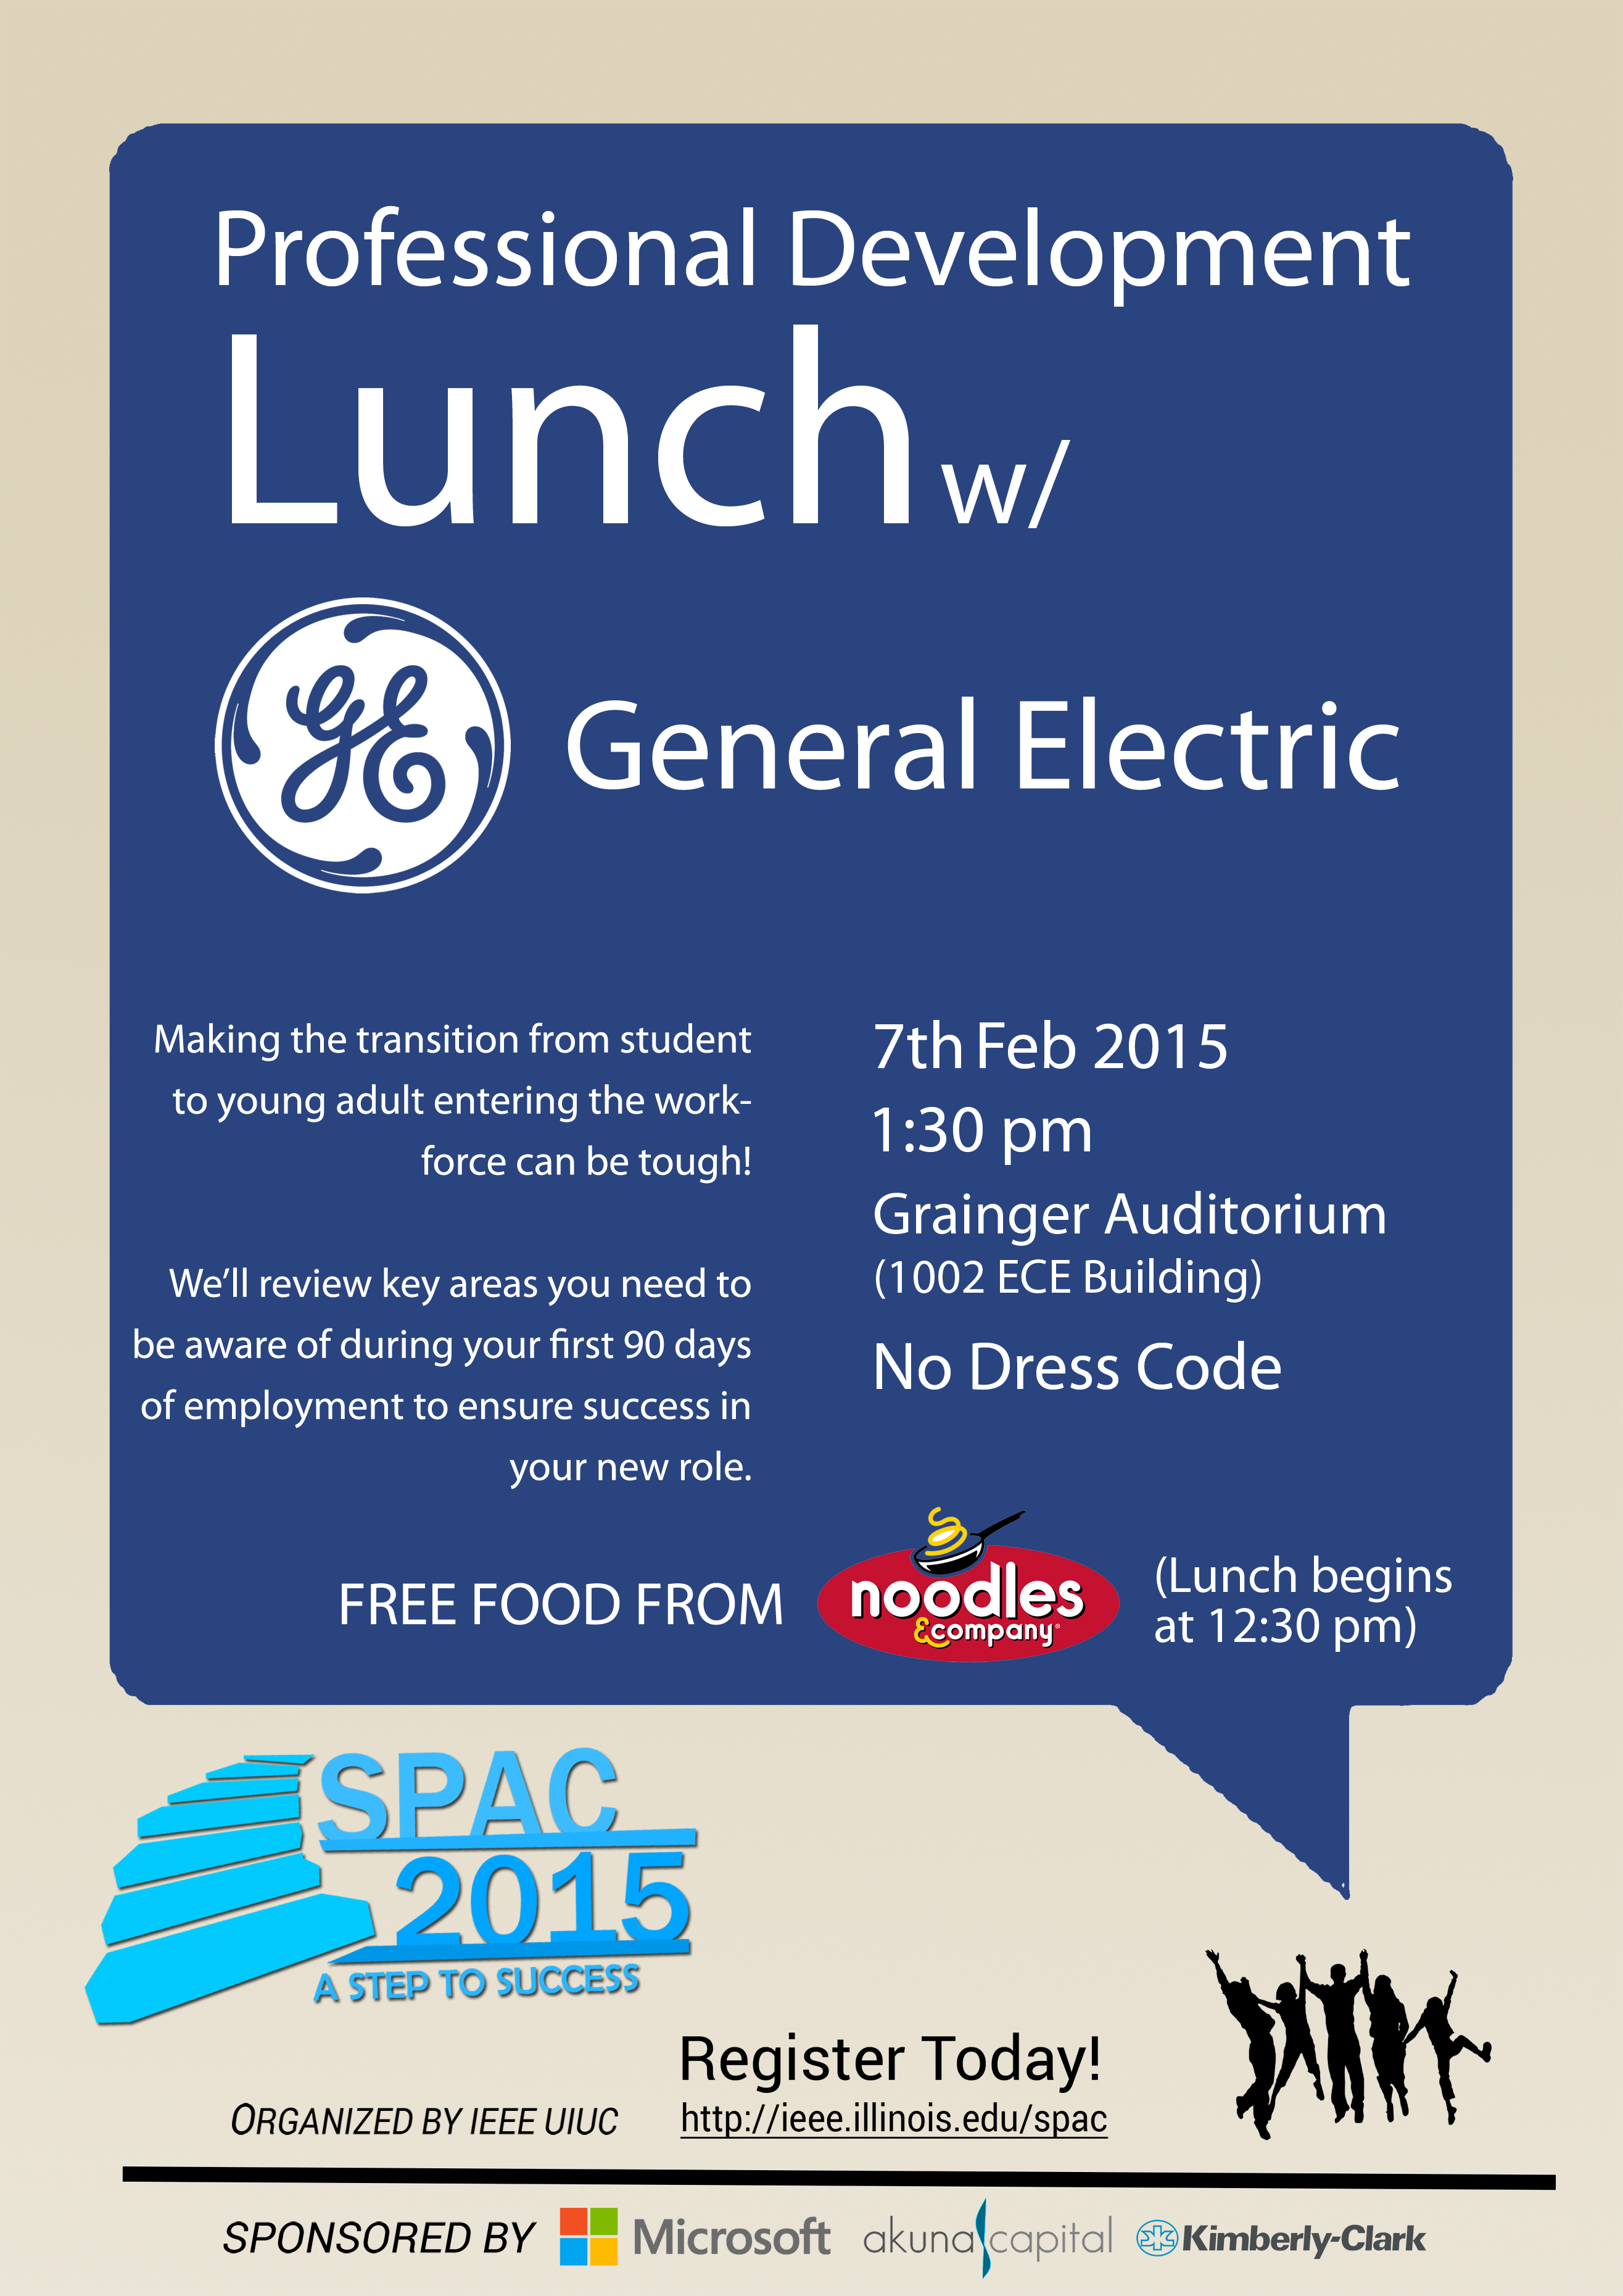 Professional Development
Lunch w/
GE
General Electric
Making the transition from student
to young adult entering the work-
force can be tough!
We'll review key areas you need to
be aware of during your first 90 days
of employment to ensure success in
your new role.
7th Feb 2015
1:30 pm
Grainger Auditorium
(1002 ECE Building)
No Dress Code
FREE FOOD FROM
noodles
&company®
(Lunch begins
at 12:30 pm)
SPAC
2015
A STEP TO SUCCESS
Register Today!
ORGANIZED BY IEEE UIUC
http://ieee.illinois.edu/spac
SPONSORED BY
Microsoft
akunacapital
Kimberly-Clark